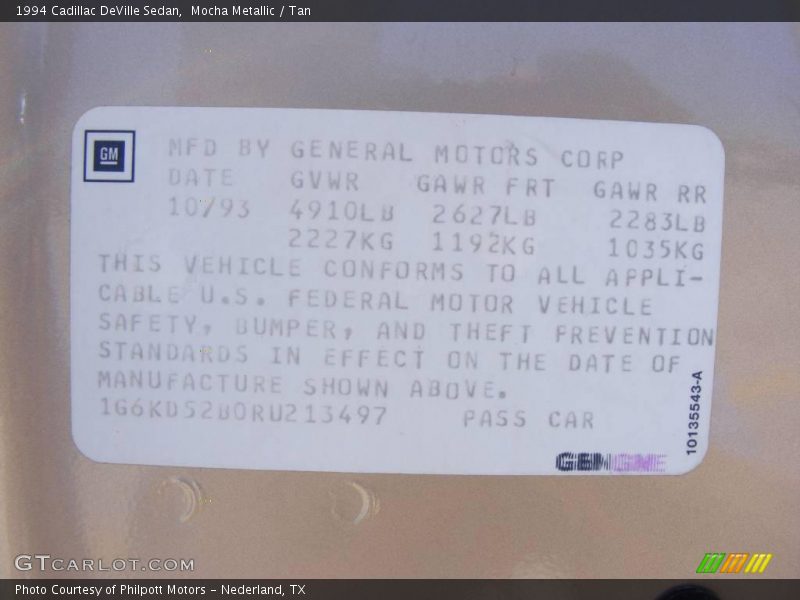 1994 Cadillac DeVille Sedan, Mocha Metallic / Tan
GM
MFD BY GENERAL MOTORS CORP
DATE GVWR GAWR FRT GAWR RR
10/93 4910LB 2627LB 2283LB
2227KG 1192KG 1035KG
THIS VEHICLE CONFORMS TO ALL APPLI-
CABLE U.S. FEDERAL MOTOR VEHICLE
SAFETY, BUMPER, AND THEFT PREVENTION
STANDARDS IN EFFECT ON THE DATE OF
MANUFACTURE SHOWN ABOVE.
1G6KD52B0RU213497 PASS CAR
10135543-A
GTCARLOT.COM
Photo Courtesy of Philpott Motors - Nederland, TX